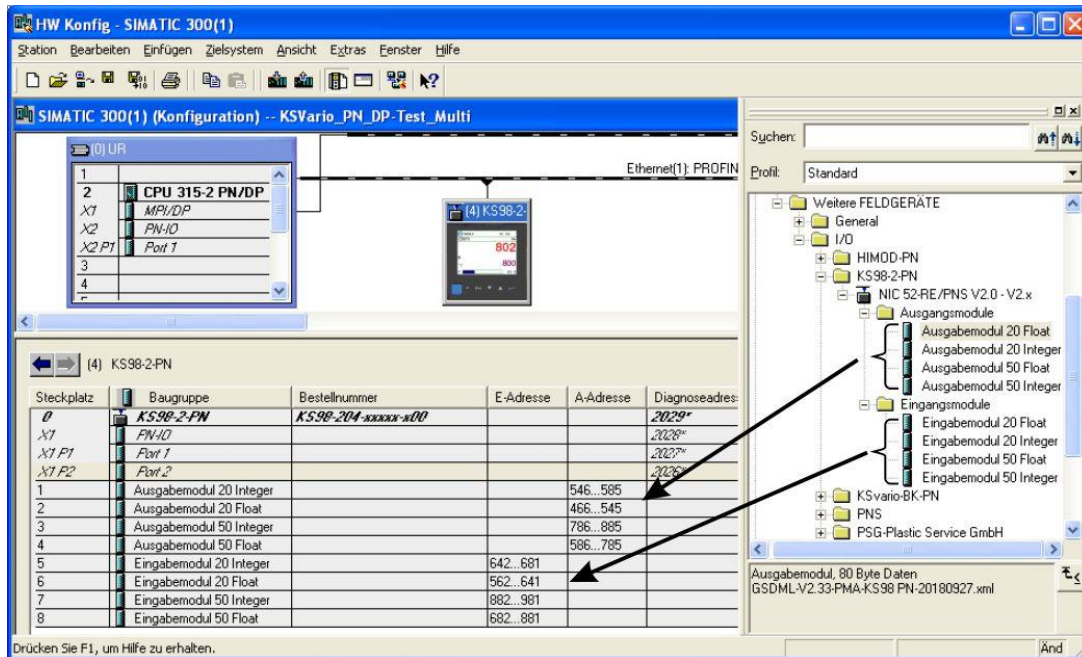 HW Konfig - SIMATIC 300(1)
Station Bearbeiten Einfügen Zielsystem Ansicht Extras Fenster Hilfe
SIMATIC 300(1) (Konfiguration) -- KSVario_PN_DP-Test_Multi
(0) UR
1
2 CPU 315-2 PN/DP
X1 MPI/DP
X2 PN-IO
X2 P1 Port 1
3
4
Ethernet(1): PROFIN
(4) KS98-2-
802
800
Suchen:
Profil: Standard
Weitere FELDGERÄTE
General
I/O
HIMOD-PN
KS98-2-PN
NIC 52-RE/PNS V2.0 - V2.x
Ausgangsmodule
Ausgabemodul 20 Float
Ausgabemodul 20 Integer
Ausgabemodul 50 Float
Ausgabemodul 50 Integer
Eingangsmodule
Eingabemodul 20 Float
Eingabemodul 20 Integer
Eingabemodul 50 Float
Eingabemodul 50 Integer
KSvario-BK-PN
PNS
PSG-Plastic Service GmbH
Ausgabemodul, 80 Byte Daten
GSDML-V2.33-PMA-KS98 PN-20180927.xml
(4) KS98-2-PN
Steckplatz Baugruppe Bestellnummer E-Adresse A-Adresse Diagnoseadres
0 KS98-2-PN KS98-204-xxxxx-x00 2029*
X1 PN-IO 2028*
X1 P1 Port 1 2027*
X1 P2 Port 2 2026*
1 Ausgabemodul 20 Integer 546...585
2 Ausgabemodul 20 Float 466...545
3 Ausgabemodul 50 Integer 786...885
4 Ausgabemodul 50 Float 586...785
5 Eingabemodul 20 Integer 642...681
6 Eingabemodul 20 Float 562...641
7 Eingabemodul 50 Integer 882...981
8 Eingabemodul 50 Float 682...881
Drücken Sie F1, um Hilfe zu erhalten.
Änd